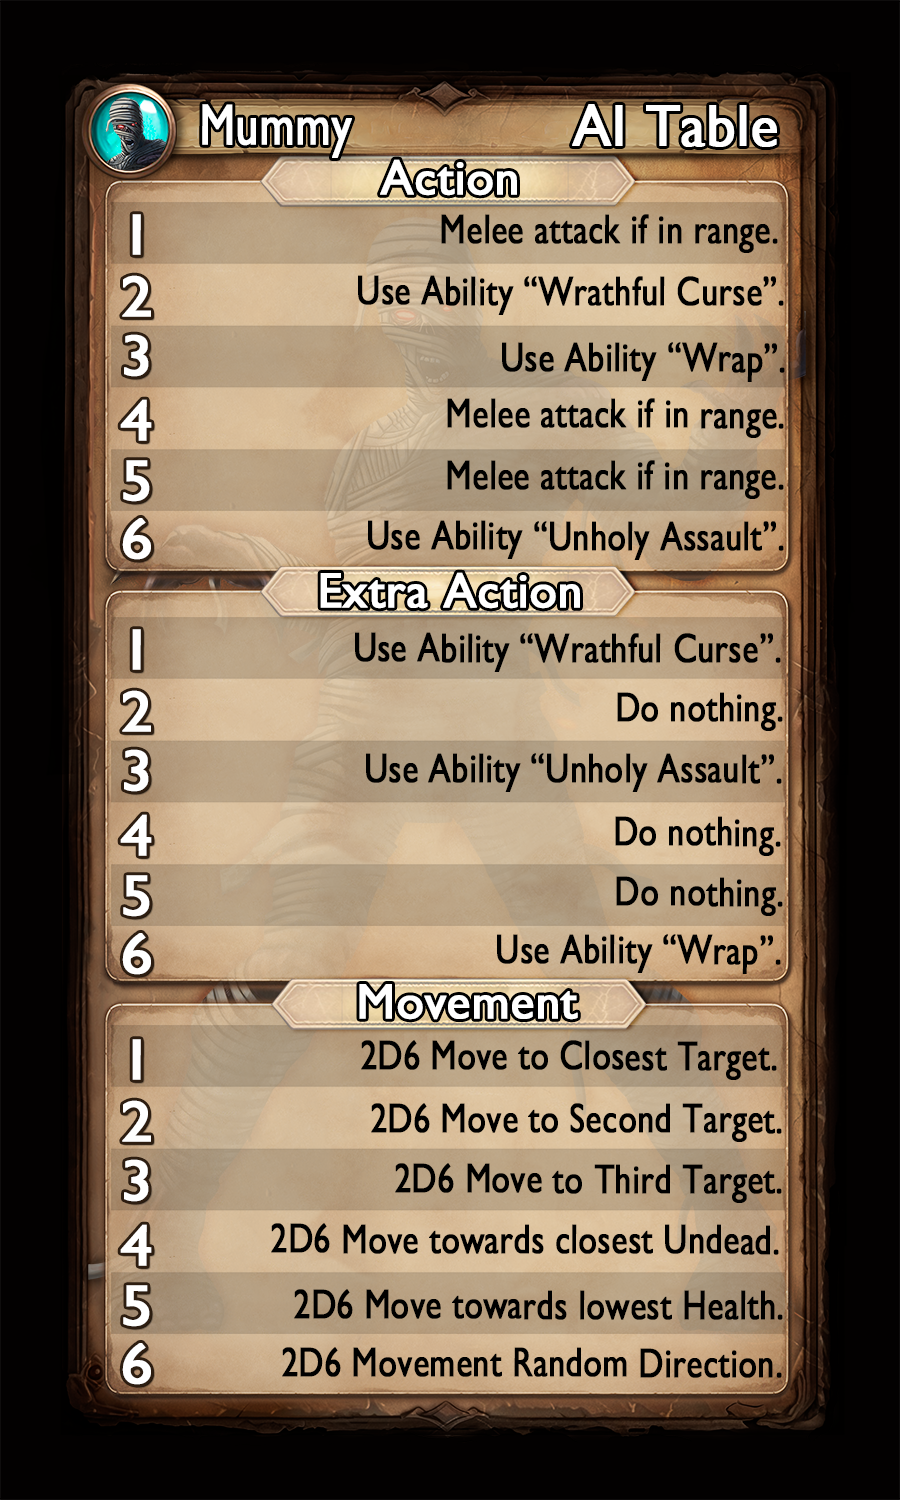 Mummy AI Table
Action
1 Melee attack if in range.
2 Use Ability “Wrathful Curse”.
3 Use Ability “Wrap”.
4 Melee attack if in range.
5 Melee attack if in range.
6 Use Ability “Unholy Assault”.
Extra Action
1 Use Ability “Wrathful Curse”.
2 Do nothing.
3 Use Ability “Unholy Assault”.
4 Do nothing.
5 Do nothing.
6 Use Ability “Wrap”.
Movement
1 2D6 Move to Closest Target.
2 2D6 Move to Second Target.
3 2D6 Move to Third Target.
4 2D6 Move towards closest Undead.
5 2D6 Move towards lowest Health.
6 2D6 Movement Random Direction.